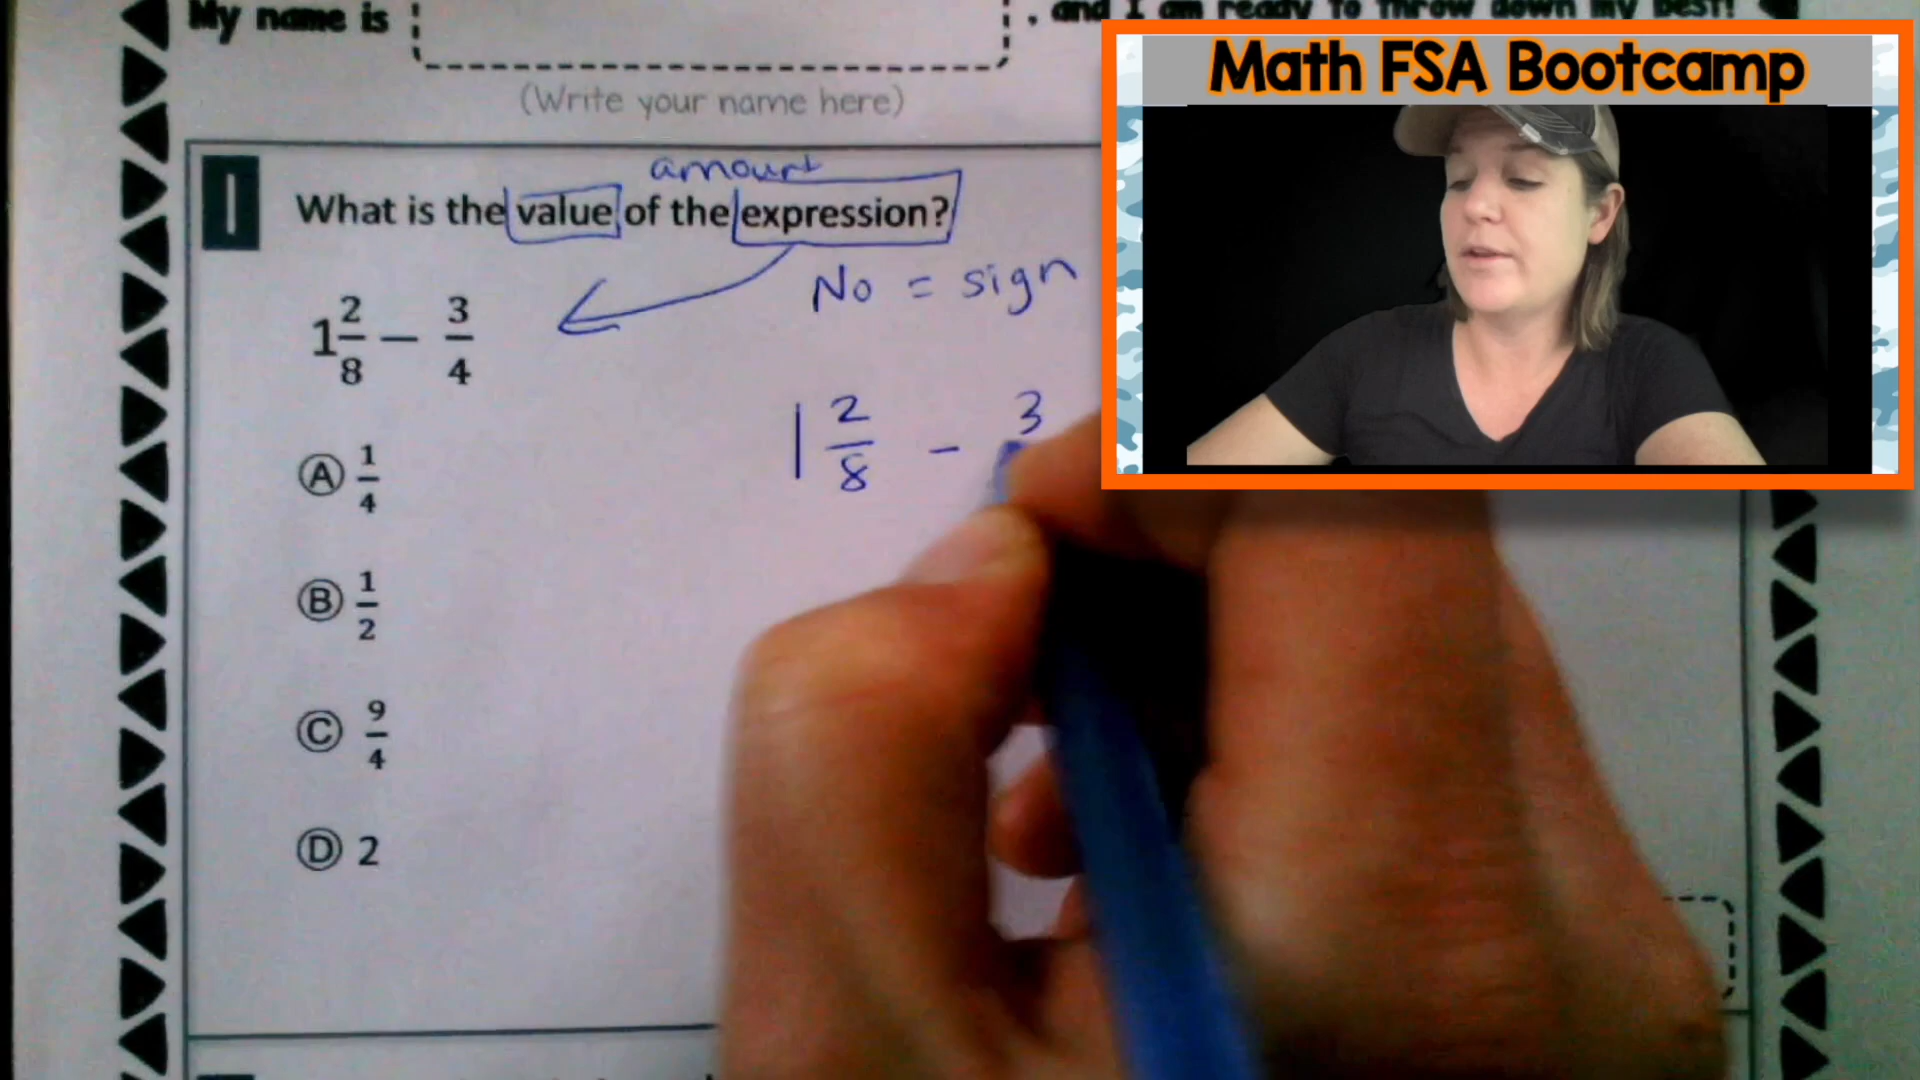 My name is , and I am ready to throw down my best!
(Write your name here)
Math FSA Bootcamp
amount
1 What is the value of the expression?
No = sign
1 2/8 - 3/4
1 2/8 - 3
Ⓐ 1/4
Ⓑ 1/2
Ⓒ 9/4
Ⓓ 2